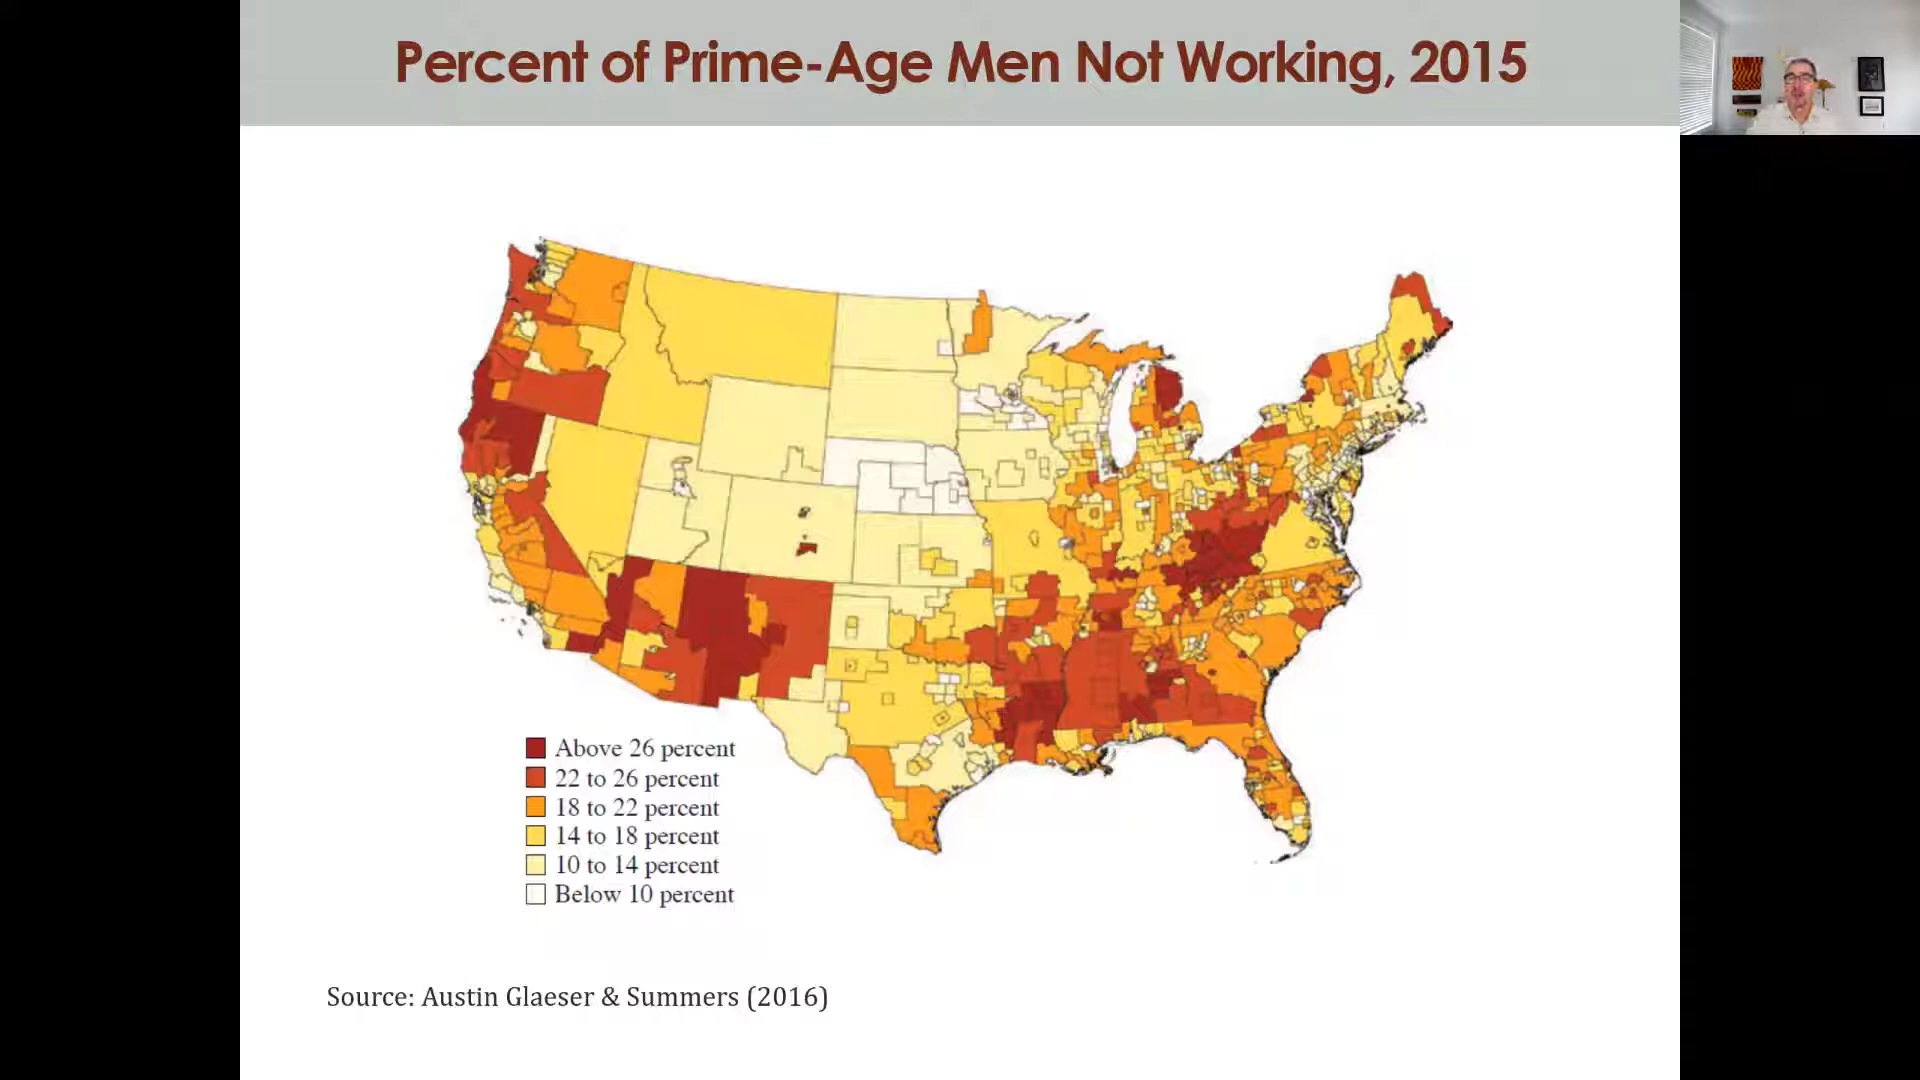 Percent of Prime-Age Men Not Working, 2015
Above 26 percent
22 to 26 percent
18 to 22 percent
14 to 18 percent
10 to 14 percent
Below 10 percent
Source: Austin Glaeser & Summers (2016)